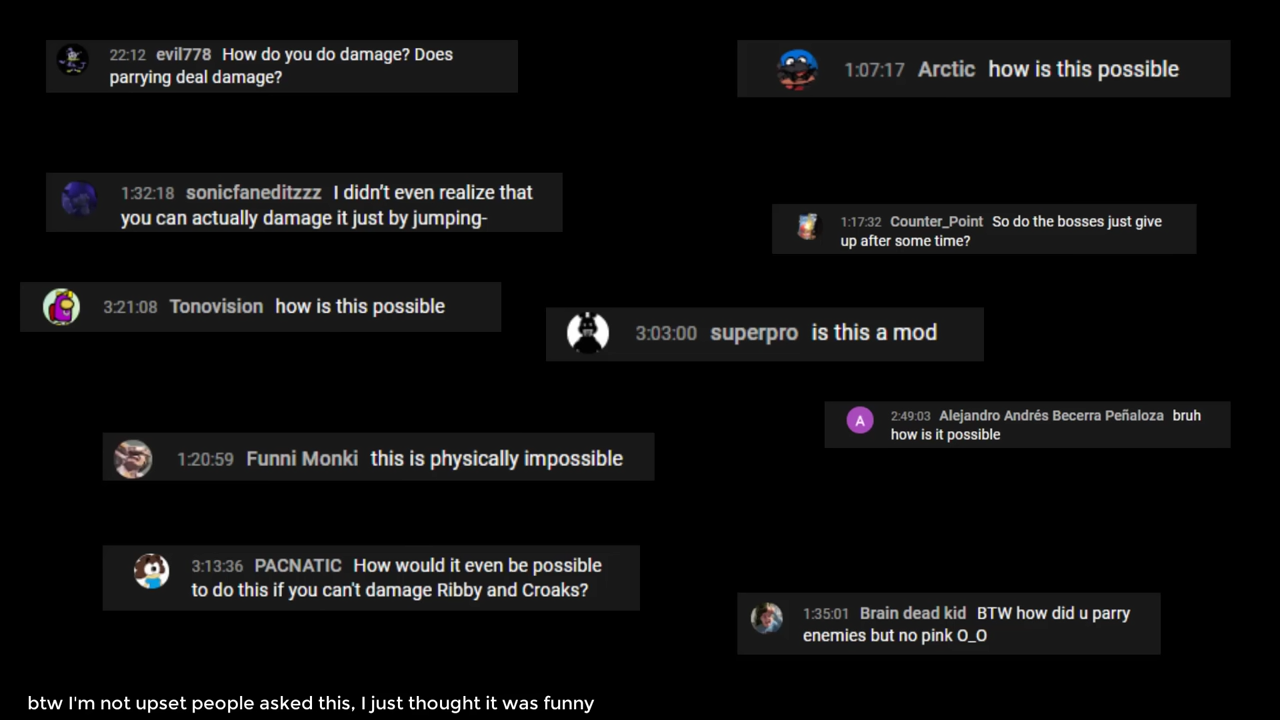 22:12 evil778 How do you do damage? Does
parrying deal damage?
1:07:17 Arctic how is this possible
1:32:18 sonicfaneditzzz I didn’t even realize that
you can actually damage it just by jumping-
1:17:32 Counter_Point So do the bosses just give
up after some time?
3:21:08 Tonovision how is this possible
3:03:00 superpro is this a mod
A 2:49:03 Alejandro Andrés Becerra Peñaloza bruh
how is it possible
1:20:59 Funni Monki this is physically impossible
3:13:36 PACNATIC How would it even be possible
to do this if you can't damage Ribby and Croaks?
1:35:01 Brain dead kid BTW how did u parry
enemies but no pink O_O
btw I'm not upset people asked this, I just thought it was funny